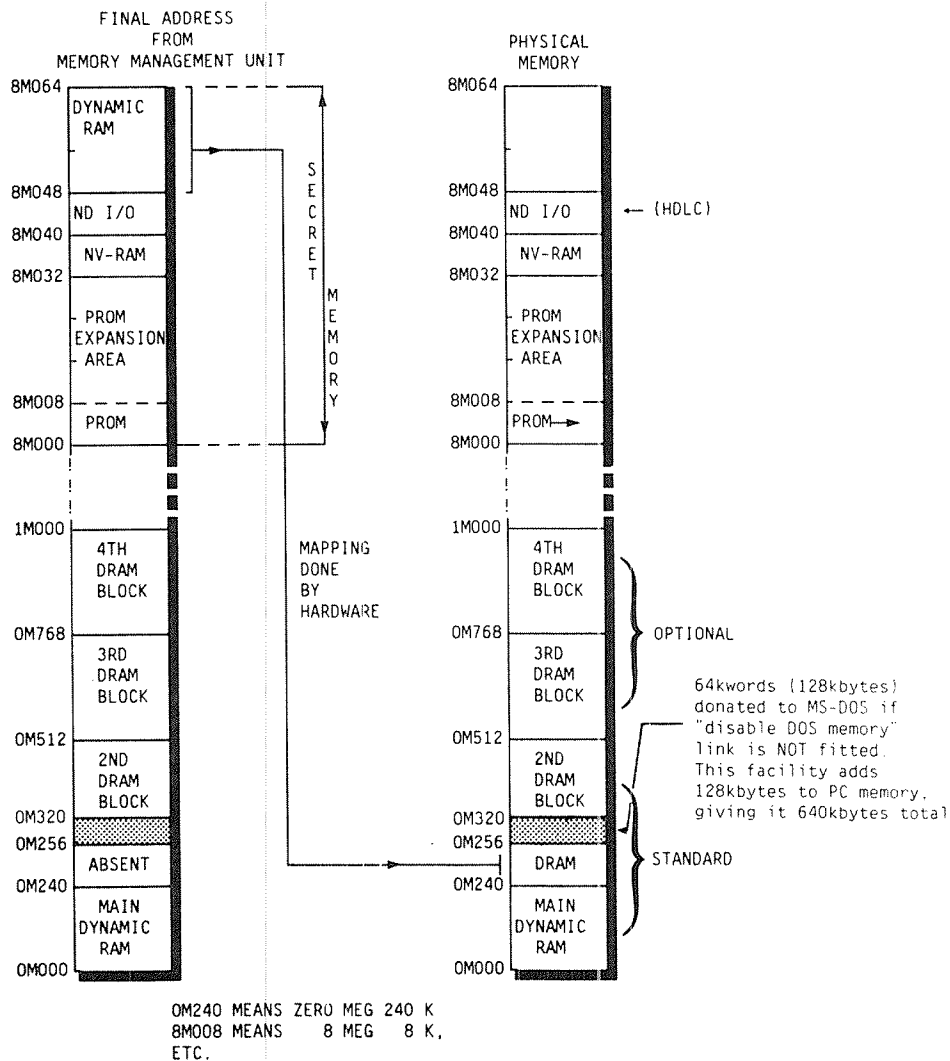 FINAL ADDRESS
FROM
MEMORY MANAGEMENT UNIT
8M064
DYNAMIC
RAM
8M048
ND I/O
8M040
NV-RAM
8M032
PROM
EXPANSION
AREA
8M008
PROM
8M000
1M000
4TH
DRAM
BLOCK
0M768
3RD
DRAM
BLOCK
0M512
2ND
DRAM
BLOCK
0M320
0M256
ABSENT
0M240
MAIN
DYNAMIC
RAM
0M000
SECRET
MEMORY
MAPPING
DONE
BY
HARDWARE
PHYSICAL
MEMORY
8M064
8M048
(HDLC)
8M040
NV-RAM
8M032
PROM
EXPANSION
AREA
8M008
PROM
8M000
1M000
4TH
DRAM
BLOCK
0M768
OPTIONAL
3RD
DRAM
BLOCK
0M512
2ND
DRAM
BLOCK
0M320
0M256
DRAM
0M240
MAIN
DYNAMIC
RAM
0M000
64kwords (128kbytes)
donated to MS-DOS if
"disable DOS memory"
link is NOT fitted.
This facility adds
128kbytes to PC memory,
giving it 640kbytes total
STANDARD
0M240 MEANS ZERO MEG 240 K
8M008 MEANS 8 MEG 8 K,
ETC.